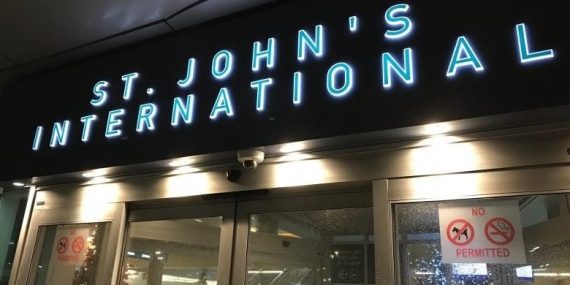 ST. JOHN'S
INTERNATIONAL
NO
PERMITTED